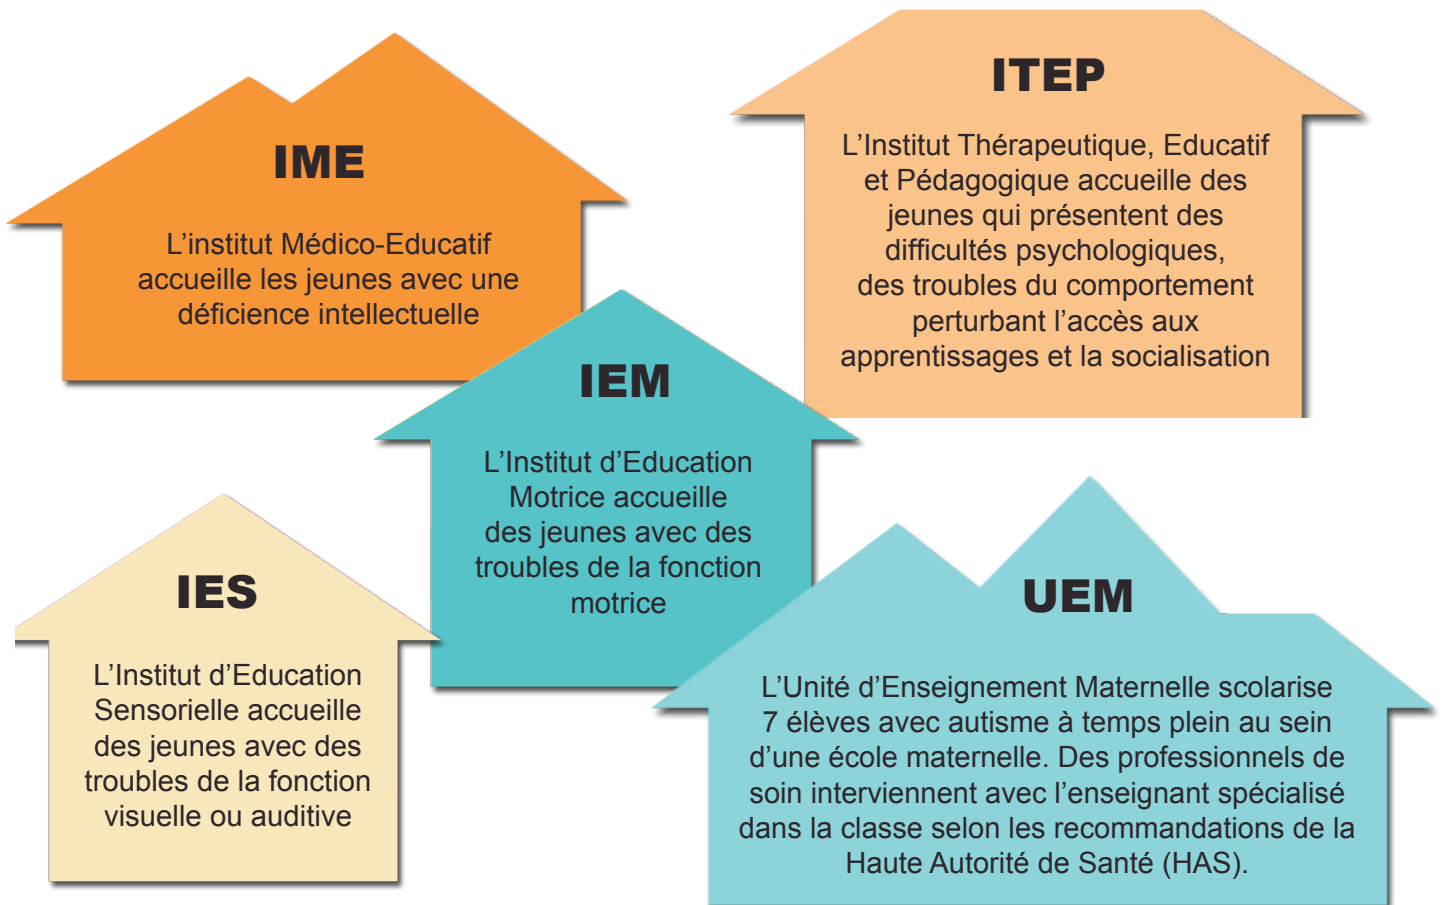 IME
L’institut Médico-Educatif
accueille les jeunes avec une
déficience intellectuelle
ITEP
L’Institut Thérapeutique, Educatif
et Pédagogique accueille des
jeunes qui présentent des
difficultés psychologiques,
des troubles du comportement
perturbant l’accès aux
apprentissages et la socialisation
IEM
L’Institut d’Education
Motrice accueille
des jeunes avec des
troubles de la fonction
motrice
IES
L’Institut d’Education
Sensorielle accueille
des jeunes avec des
troubles de la fonction
visuelle ou auditive
UEM
L’Unité d’Enseignement Maternelle scolarise
7 élèves avec autisme à temps plein au sein
d’une école maternelle. Des professionnels de
soin interviennent avec l’enseignant spécialisé
dans la classe selon les recommandations de la
Haute Autorité de Santé (HAS).